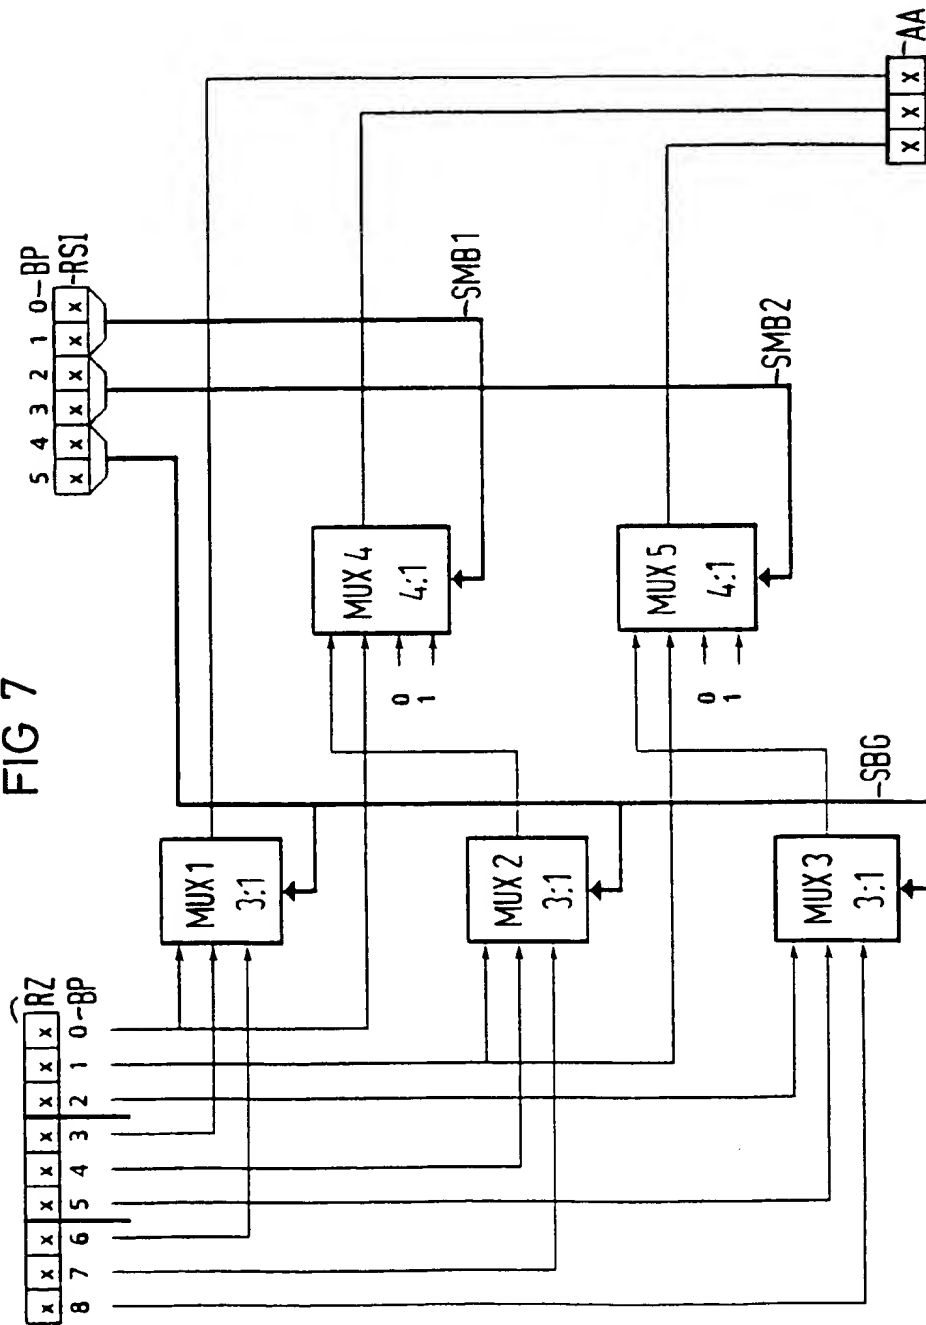 FIG 7
RZ
x x x x x x x x x
8 7 6 5 4 3 2 1 0-BP
5 4 3 2 1 0-BP
x x x x x x -RSI
MUX 1
3:1
MUX 2
3:1
MUX 3
3:1
MUX 4
4:1
0
1
MUX 5
4:1
0
1
-SMB1
-SMB2
-SBG
x x x -AA